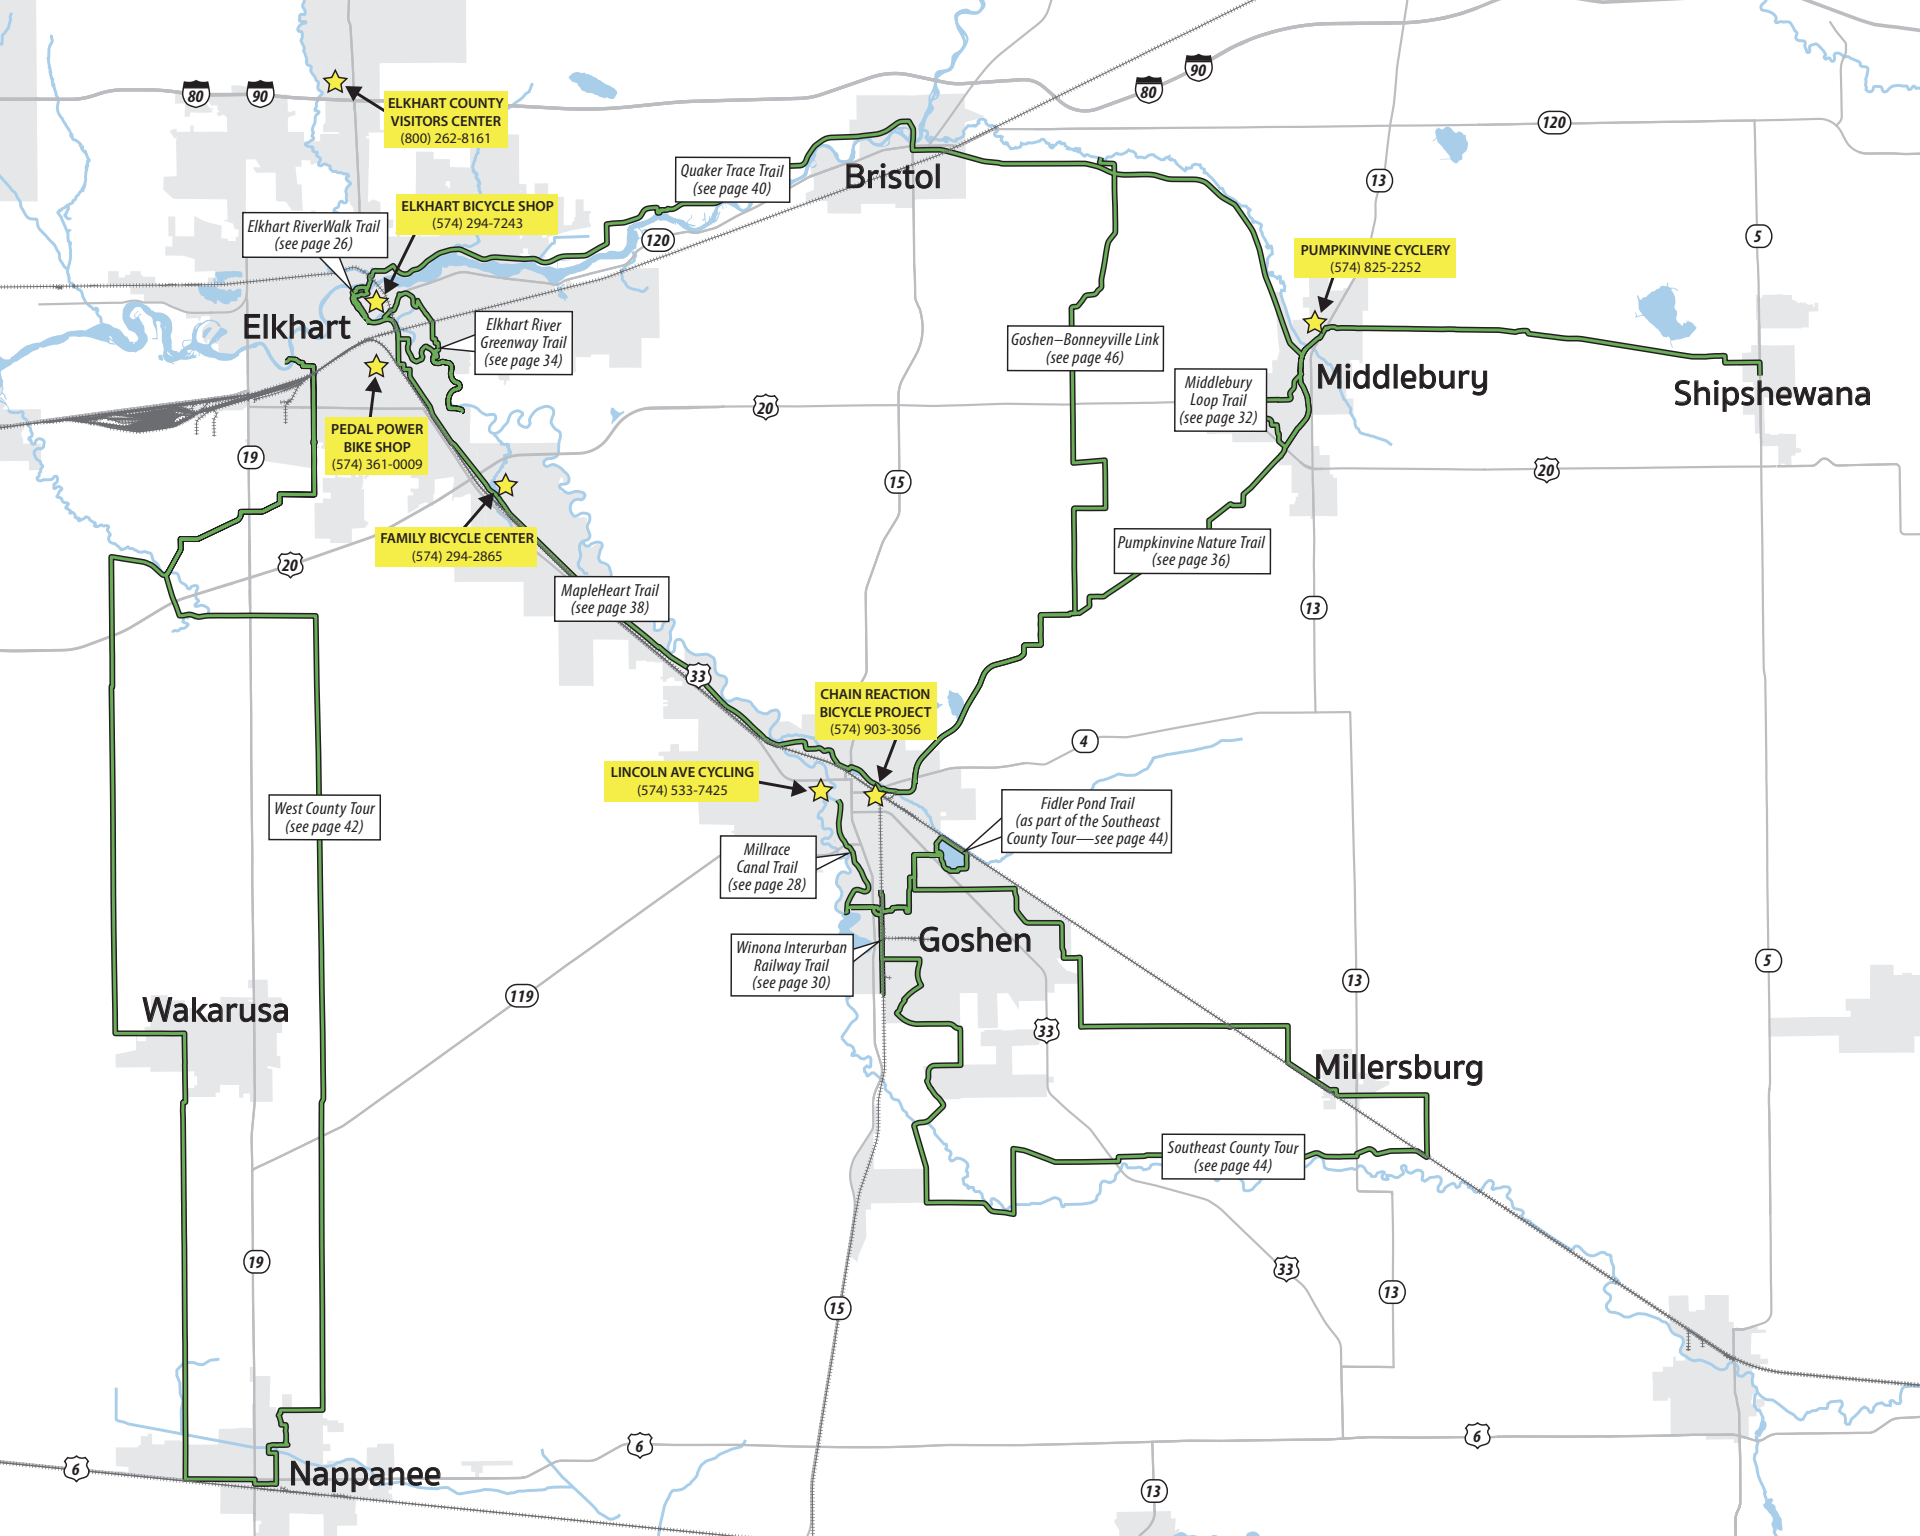 80
90
ELKHART COUNTY
VISITORS CENTER
(800) 262-8161
80
90
120
Quaker Trace Trail
(see page 40)
Bristol
13
ELKHART BICYCLE SHOP
(574) 294-7243
Elkhart RiverWalk Trail
(see page 26)
120
5
PUMPKINVINE CYCLERY
(574) 825-2252
Elkhart
Elkhart River
Greenway Trail
(see page 34)
Goshen–Bonneyville Link
(see page 46)
Middlebury
Loop Trail
(see page 32)
Middlebury
Shipshewana
20
PEDAL POWER
BIKE SHOP
(574) 361-0009
19
15
20
FAMILY BICYCLE CENTER
(574) 294-2865
20
Pumpkinvine Nature Trail
(see page 36)
MapleHeart Trail
(see page 38)
13
33
CHAIN REACTION
BICYCLE PROJECT
(574) 903-3056
4
LINCOLN AVE CYCLING
(574) 533-7425
West County Tour
(see page 42)
Fidler Pond Trail
(as part of the Southeast
County Tour—see page 44)
Millrace
Canal Trail
(see page 28)
Goshen
Winona Interurban
Railway Trail
(see page 30)
119
13
5
Wakarusa
33
Millersburg
Southeast County Tour
(see page 44)
19
33
15
13
6
6
6
Nappanee
13